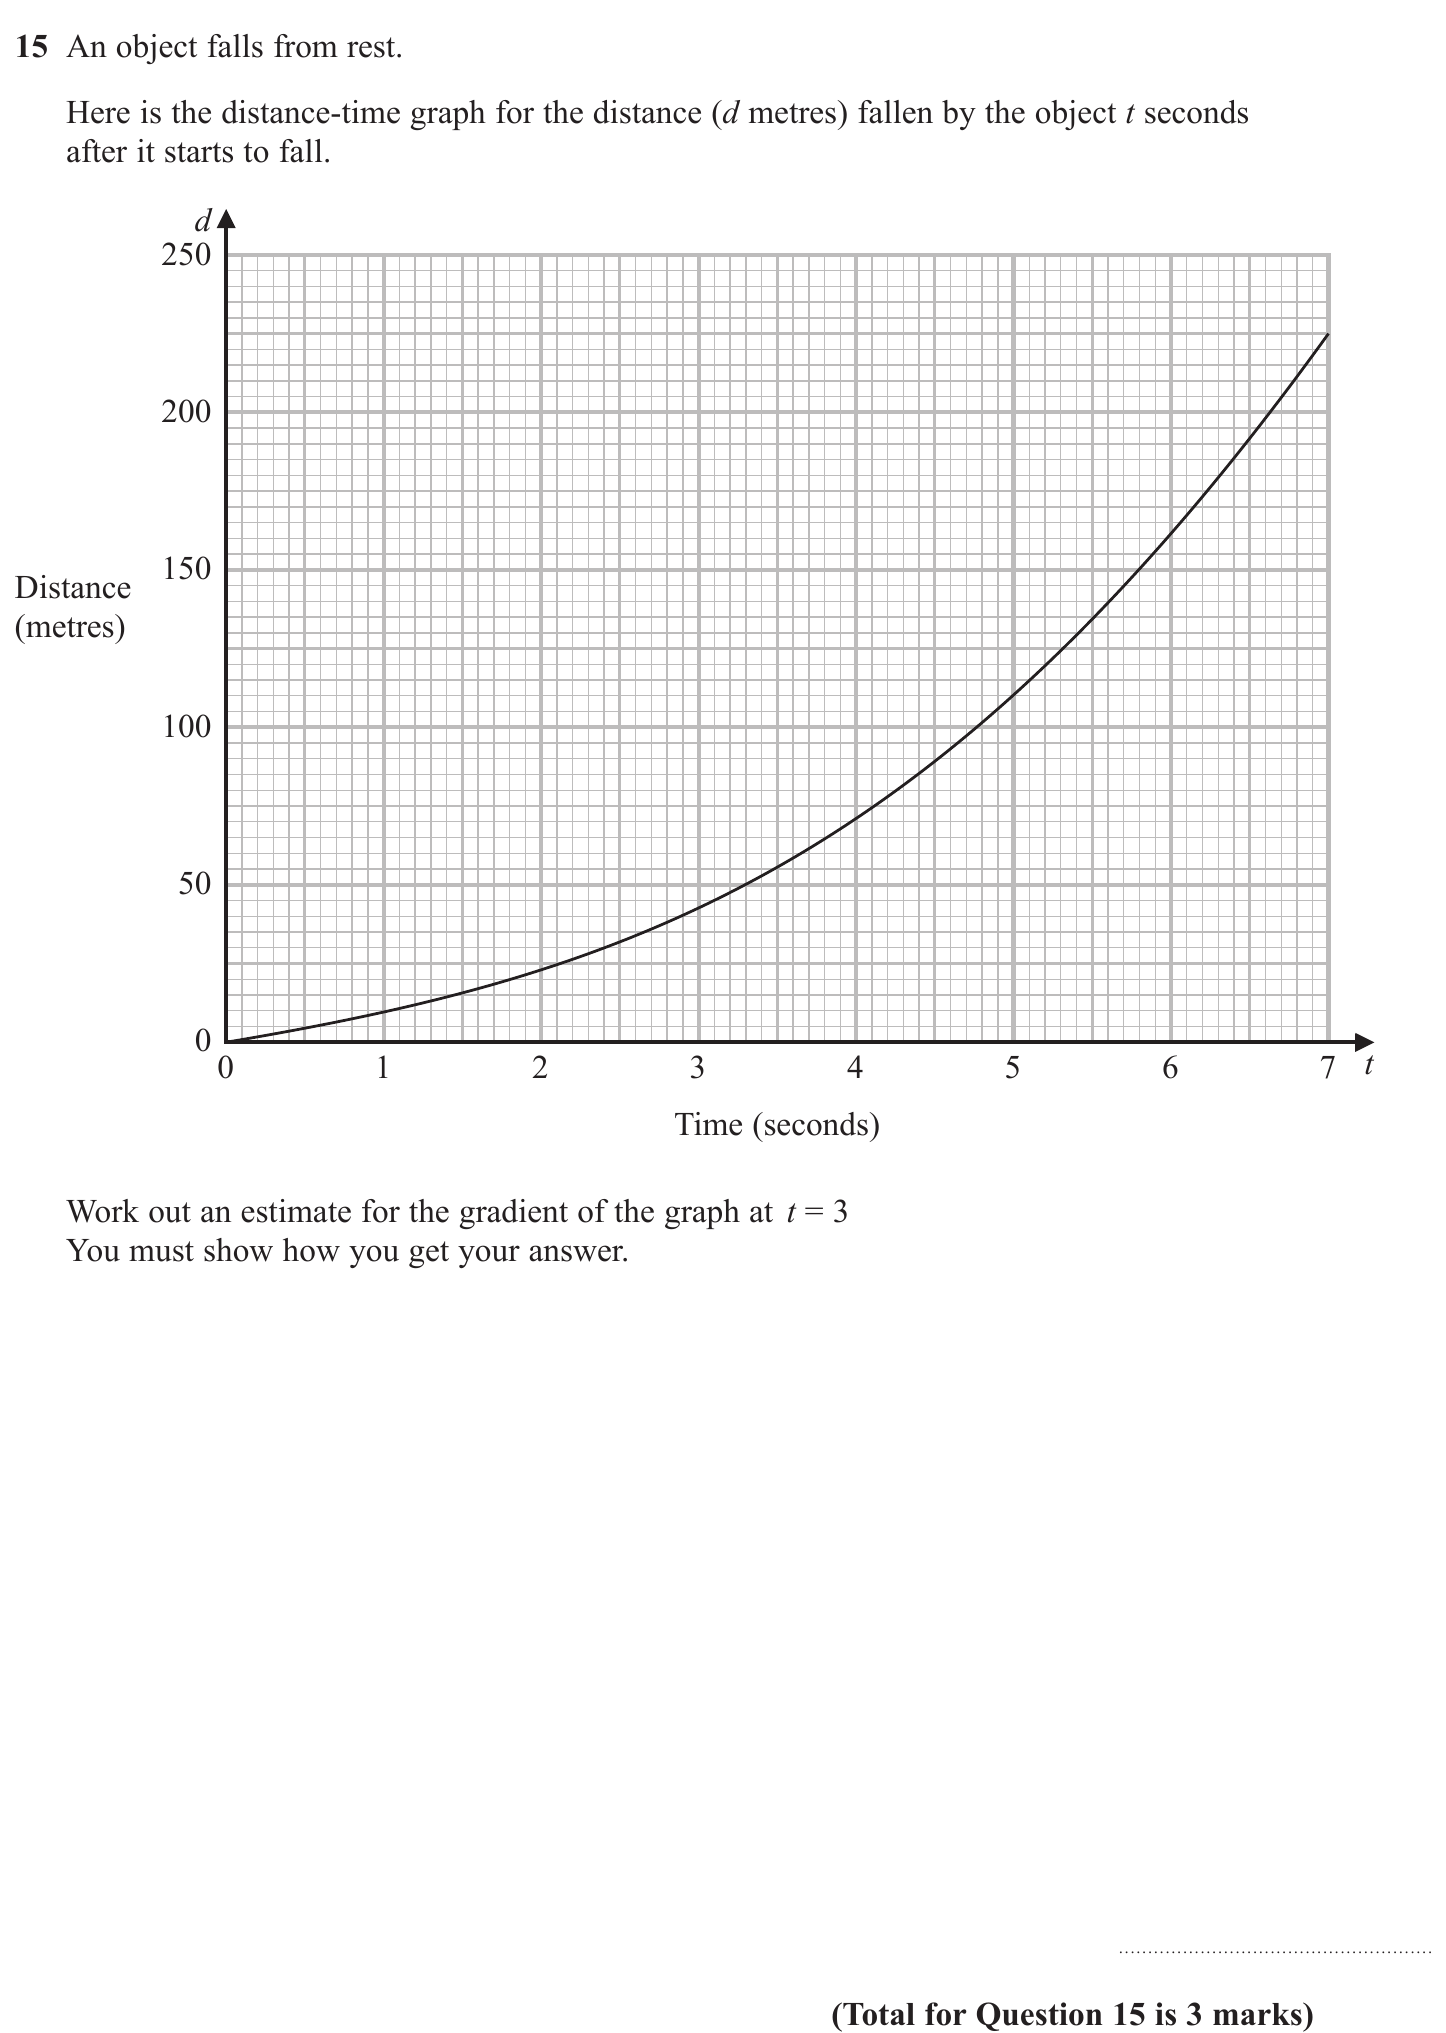 15 An object falls from rest.
Here is the distance-time graph for the distance (d metres) fallen by the object t seconds
after it starts to fall.
d
250
200
150
Distance
(metres)
100
50
0
0 1 2 3 4 5 6 7 t
Time (seconds)
Work out an estimate for the gradient of the graph at t = 3
You must show how you get your answer.
(Total for Question 15 is 3 marks)